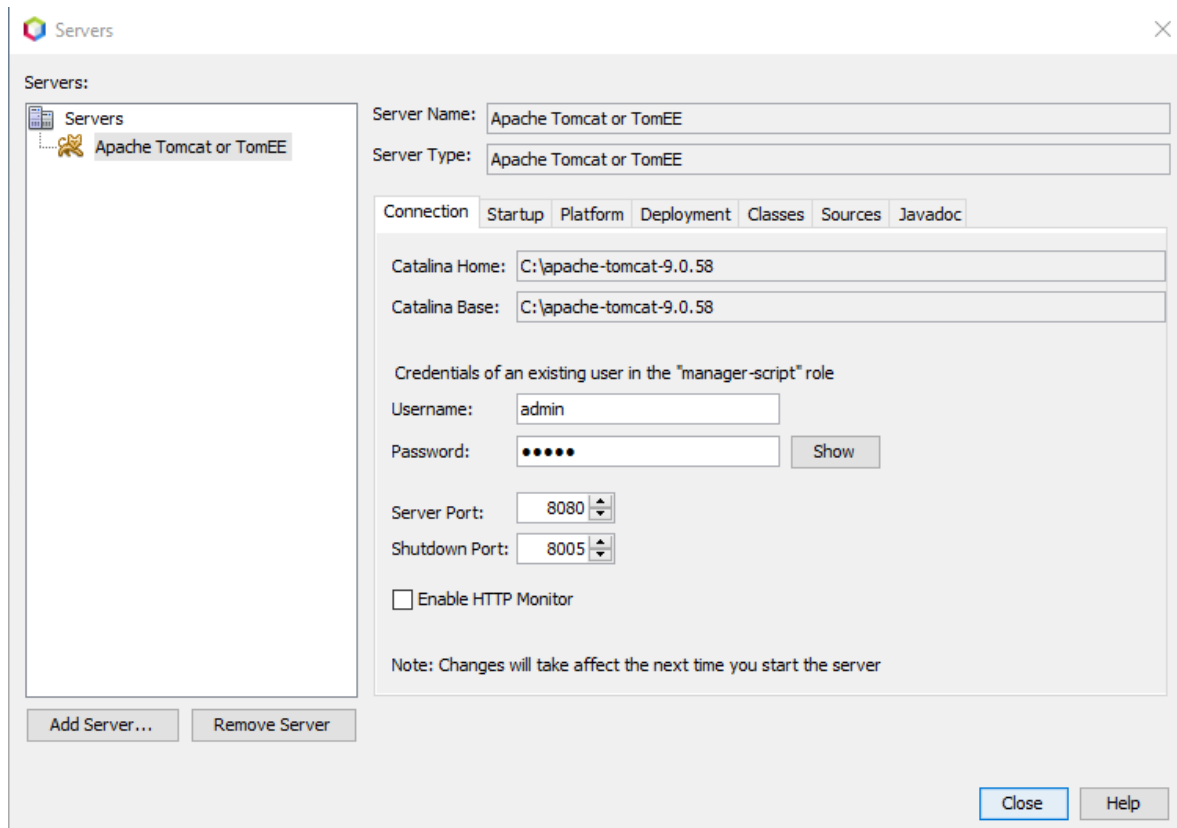 Servers
Servers:
Servers
Apache Tomcat or TomEE
Server Name: Apache Tomcat or TomEE
Server Type: Apache Tomcat or TomEE
Connection Startup Platform Deployment Classes Sources Javadoc
Catalina Home: C:\apache-tomcat-9.0.58
Catalina Base: C:\apache-tomcat-9.0.58
Credentials of an existing user in the "manager-script" role
Username: admin
Password: ●●●●● Show
Server Port: 8080
Shutdown Port: 8005
Enable HTTP Monitor
Note: Changes will take affect the next time you start the server
Add Server... Remove Server
Close Help